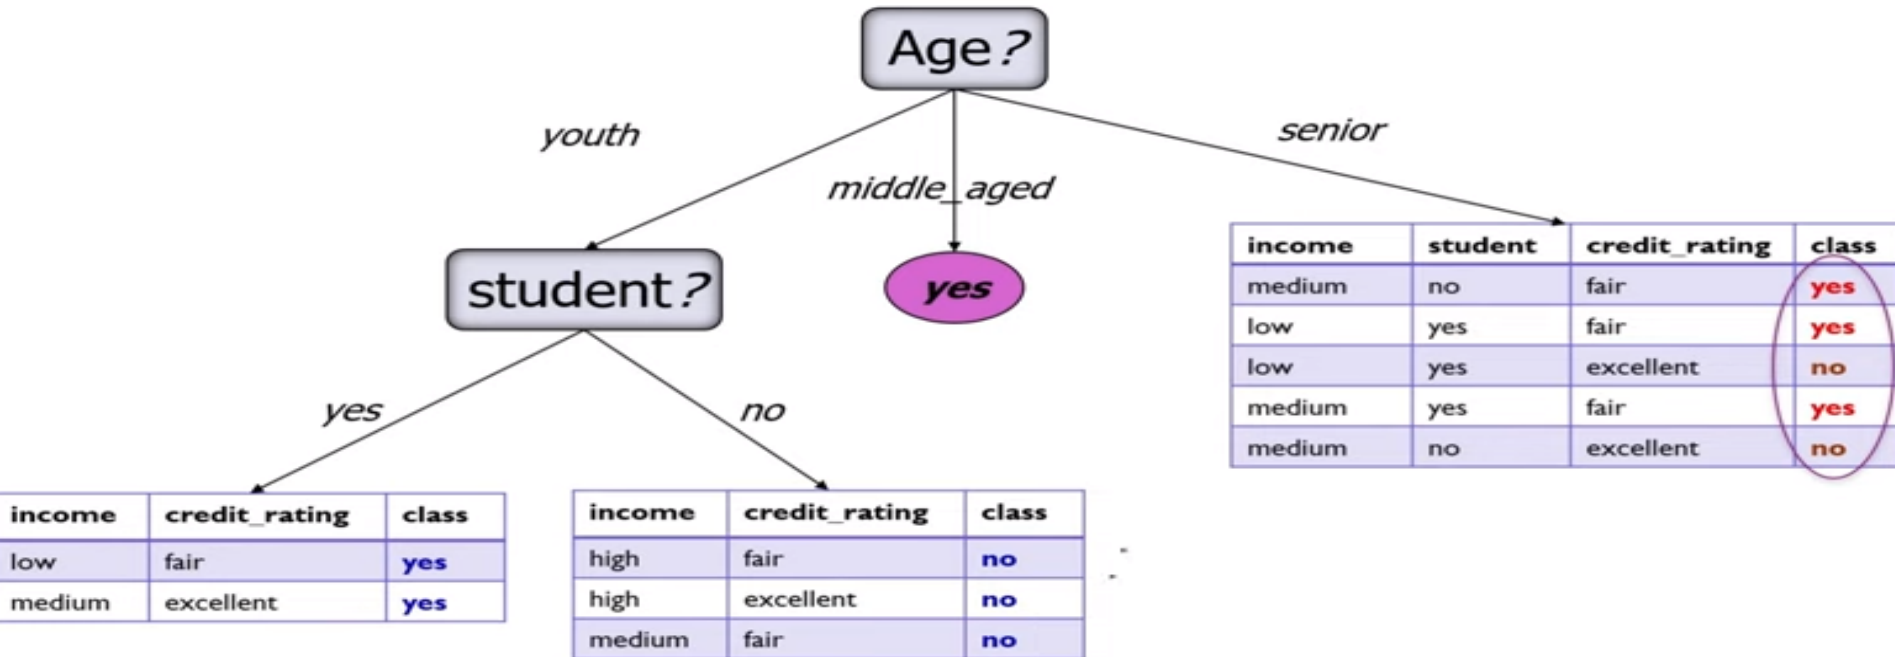 Age?
youth
senior
middle_aged
student?
yes
income student credit_rating class
medium no fair yes
low yes fair yes
low yes excellent no
medium yes fair yes
medium no excellent no
yes
no
income credit_rating class
low fair yes
medium excellent yes
income credit_rating class
high fair no
high excellent no
medium fair no